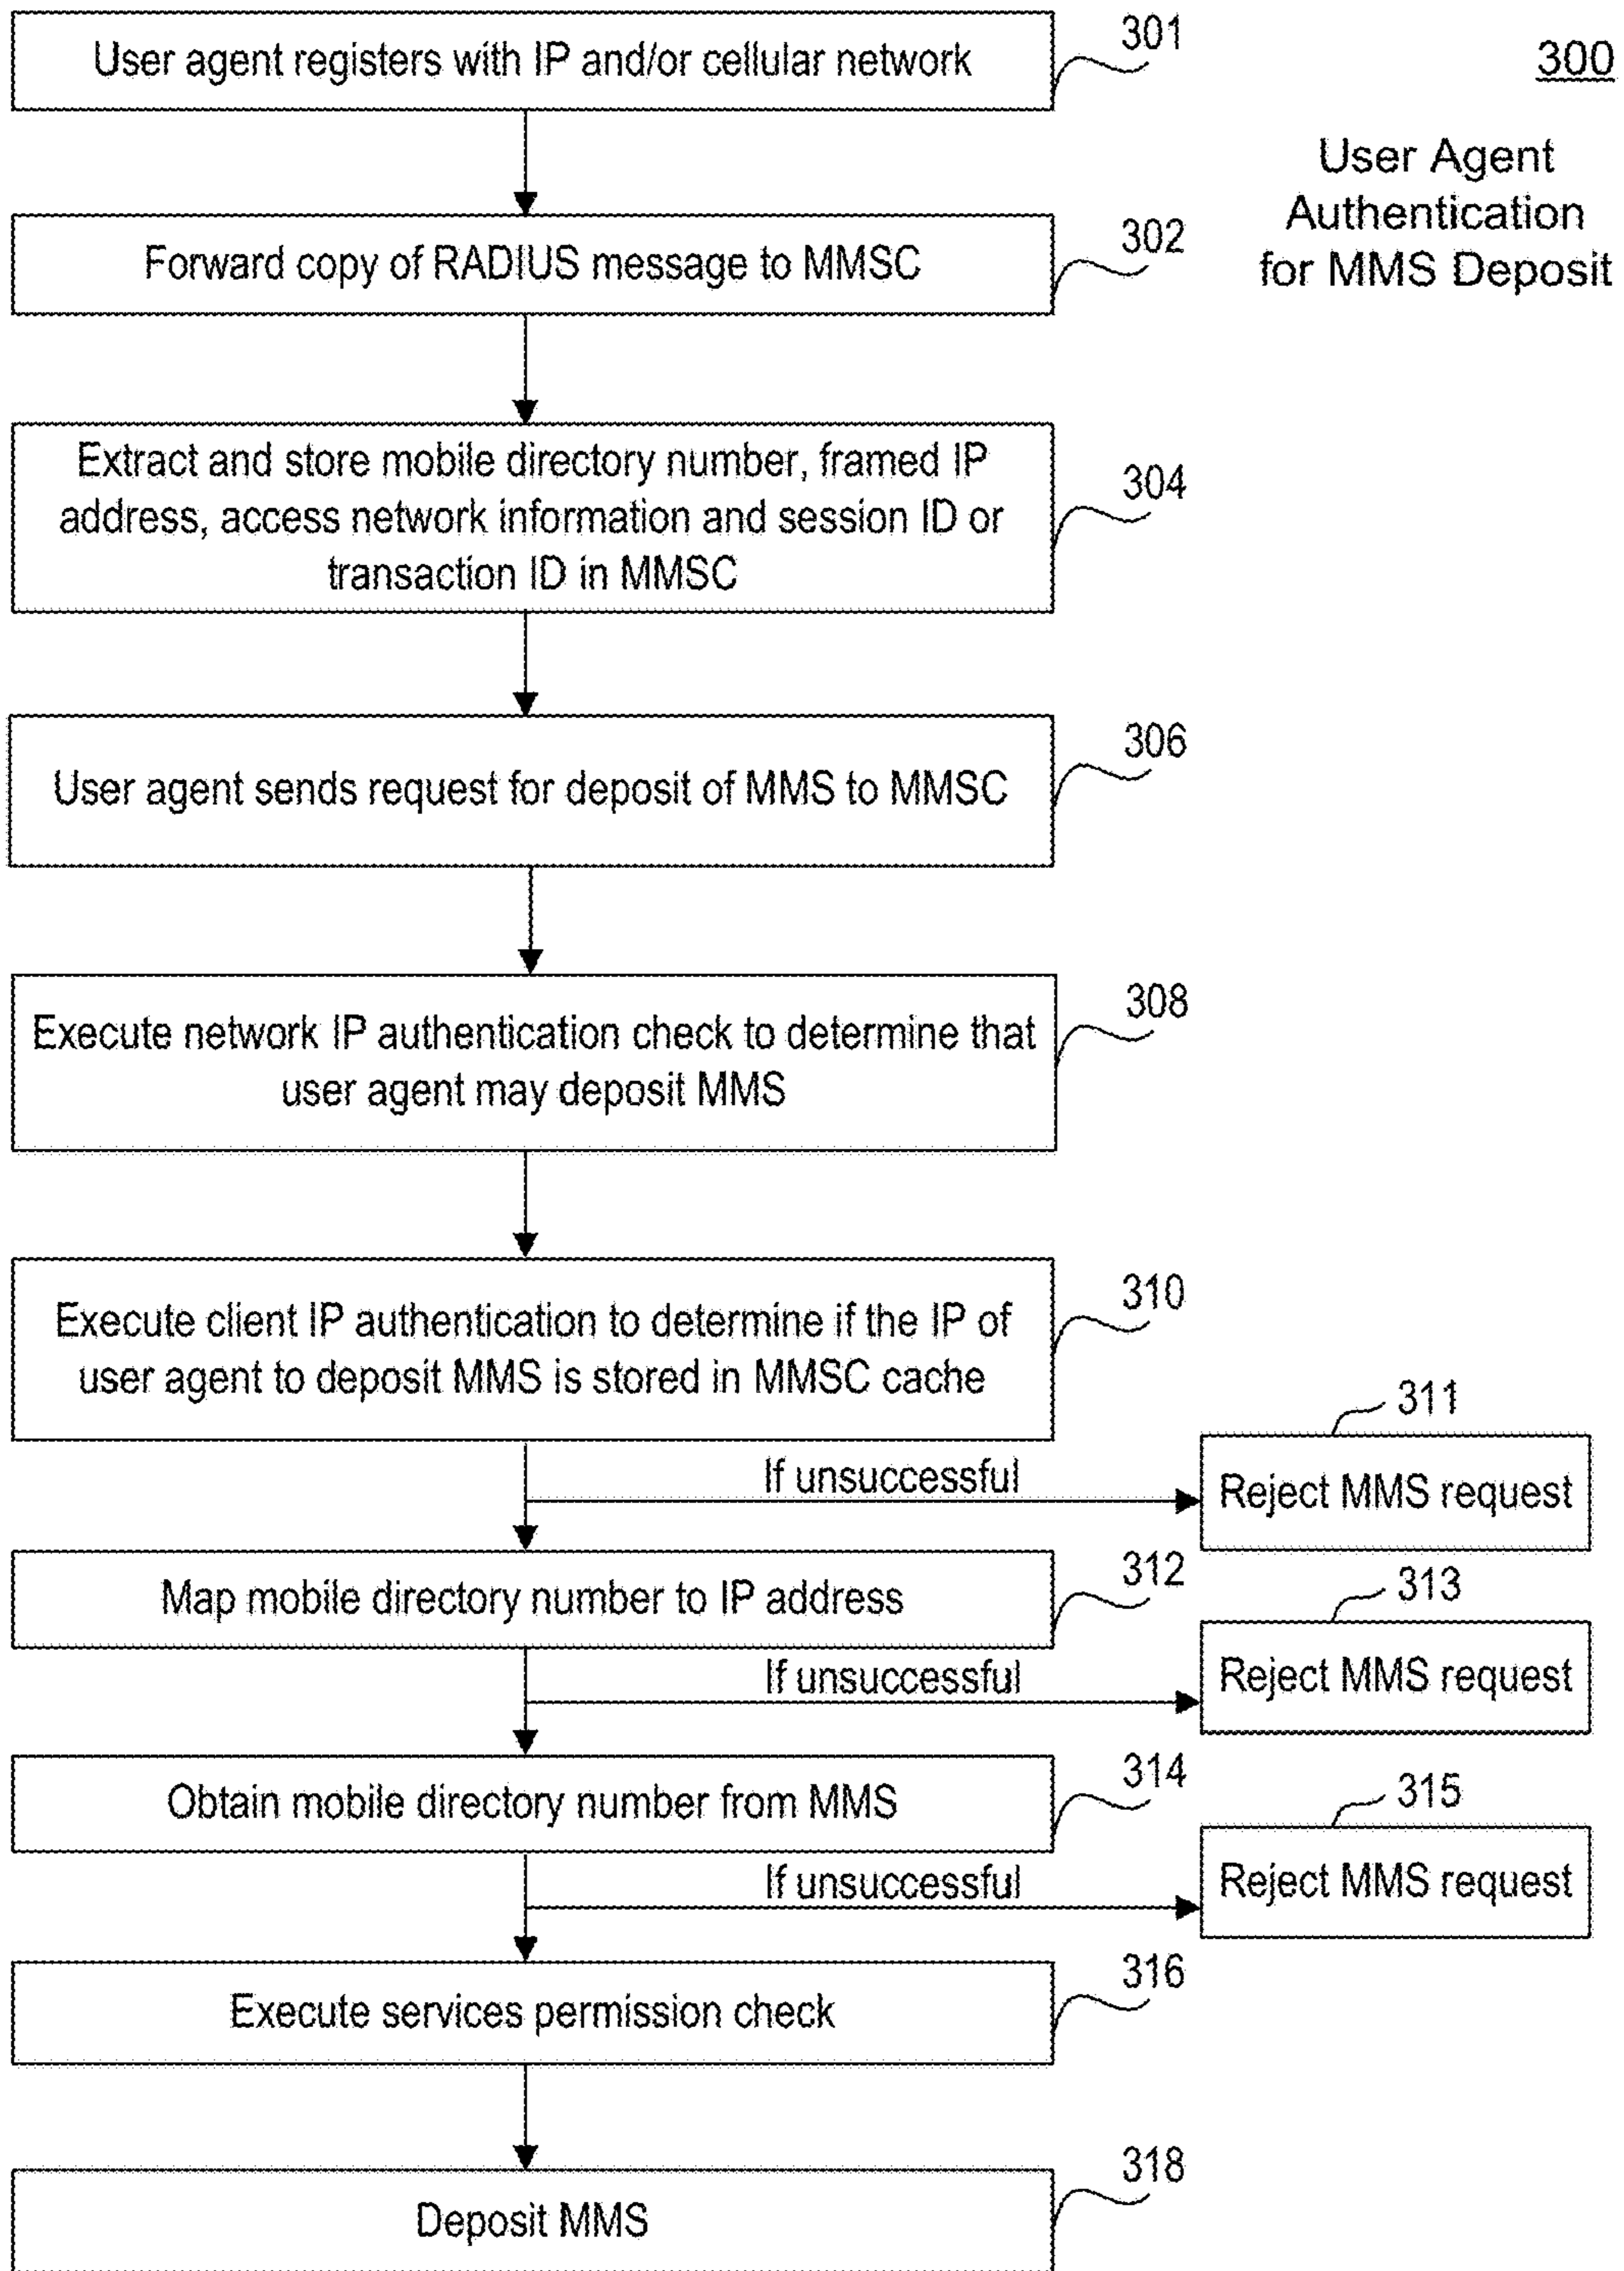 User agent registers with IP and/or cellular network
301
300
User Agent
Authentication
for MMS Deposit
Forward copy of RADIUS message to MMSC
302
Extract and store mobile directory number, framed IP
address, access network information and session ID or
transaction ID in MMSC
304
User agent sends request for deposit of MMS to MMSC
306
Execute network IP authentication check to determine that
user agent may deposit MMS
308
Execute client IP authentication to determine if the IP of
user agent to deposit MMS is stored in MMSC cache
310
If unsuccessful
311
Reject MMS request
Map mobile directory number to IP address
312
If unsuccessful
313
Reject MMS request
Obtain mobile directory number from MMS
314
If unsuccessful
315
Reject MMS request
Execute services permission check
316
Deposit MMS
318